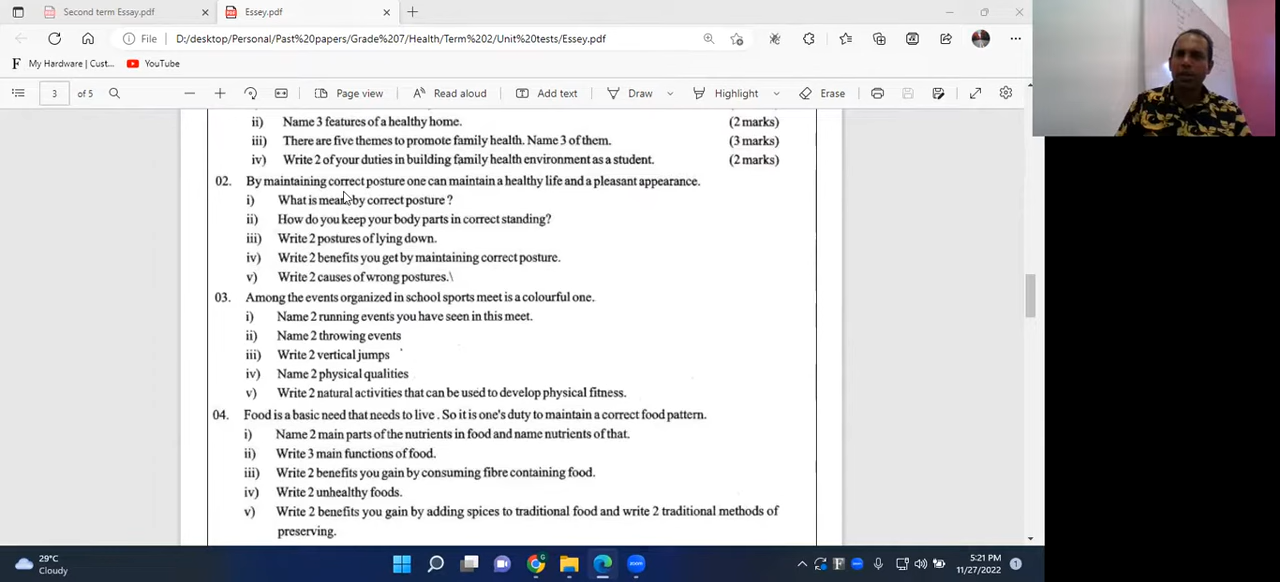 Second term Essay.pdf
Essey.pdf
File
D:/desktop/Personal/Past%20papers/Grade%207/Health/Term%202/Unit%20tests/Essey.pdf
My Hardware | Cust...
YouTube
3 of 5
Page view
Read aloud
Add text
Draw
Highlight
Erase
ii) Name 3 features of a healthy home. (2 marks)
iii) There are five themes to promote family health. Name 3 of them. (3 marks)
iv) Write 2 of your duties in building family health environment as a student. (2 marks)
02. By maintaining correct posture one can maintain a healthy life and a pleasant appearance.
i) What is mean by correct posture ?
ii) How do you keep your body parts in correct standing?
iii) Write 2 postures of lying down.
iv) Write 2 benefits you get by maintaining correct posture.
v) Write 2 causes of wrong postures.\
03. Among the events organized in school sports meet is a colourful one.
i) Name 2 running events you have seen in this meet.
ii) Name 2 throwing events
iii) Write 2 vertical jumps
iv) Name 2 physical qualities
v) Write 2 natural activities that can be used to develop physical fitness.
04. Food is a basic need that needs to live . So it is one's duty to maintain a correct food pattern.
i) Name 2 main parts of the nutrients in food and name nutrients of that.
ii) Write 3 main functions of food.
iii) Write 2 benefits you gain by consuming fibre containing food.
iv) Write 2 unhealthy foods.
v) Write 2 benefits you gain by adding spices to traditional food and write 2 traditional methods of
preserving.
29°C
Cloudy
5:21 PM
11/27/2022
1